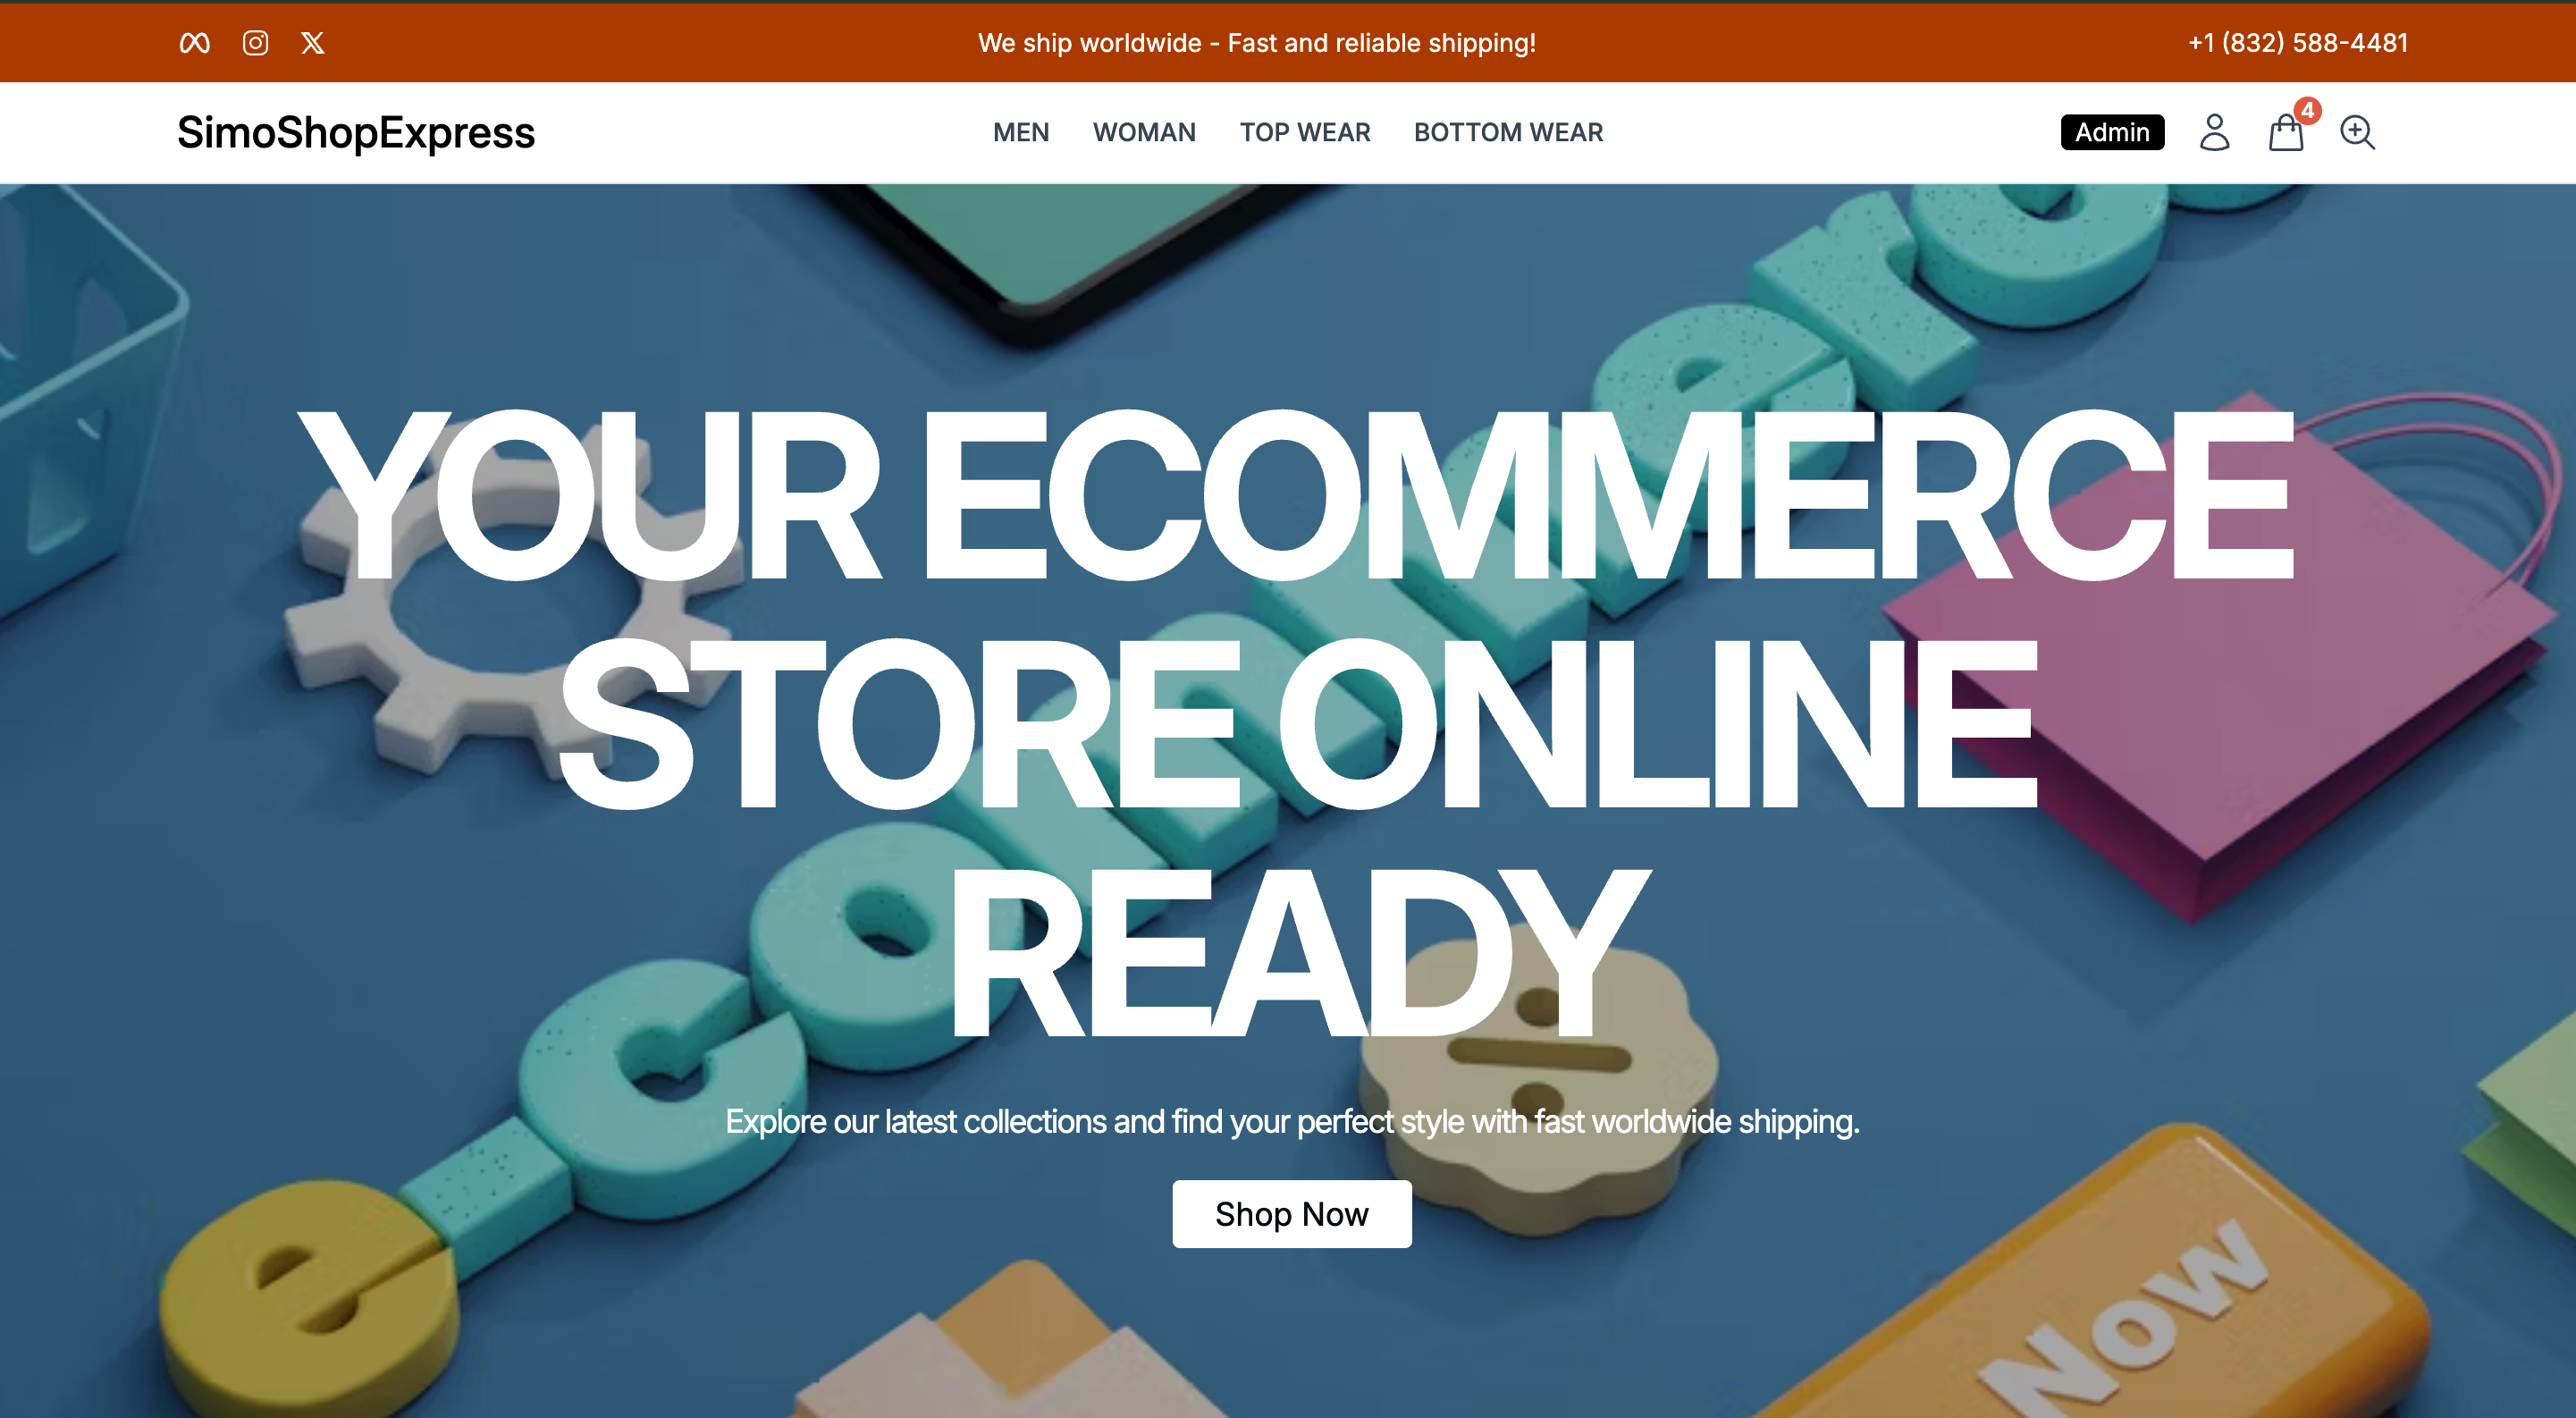 We ship worldwide - Fast and reliable shipping!
+1 (832) 588-4481
SimoShopExpress
MEN WOMAN TOP WEAR BOTTOM WEAR
Admin
4
YOUR ECOMMERCE
STORE ONLINE
READY
e-commerc
Explore our latest collections and find your perfect style with fast worldwide shipping.
Shop Now
Now